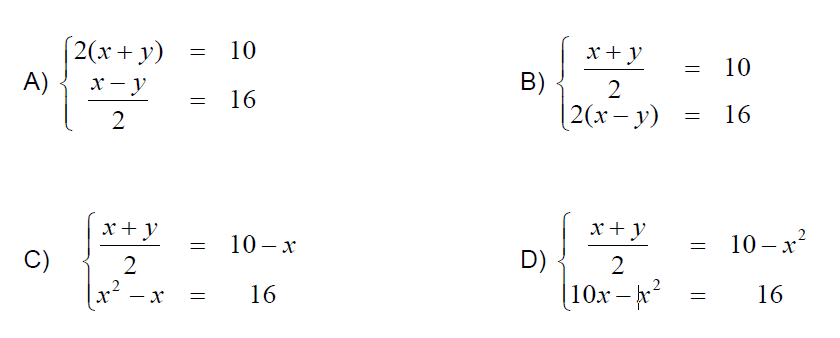 A) { 2(x + y) = 10
(x − y)/2 = 16
B) { (x + y)/2 = 10
2(x − y) = 16
C) { (x + y)/2 = 10 − x
x² − x = 16
D) { (x + y)/2 = 10 − x²
10x − x² = 16